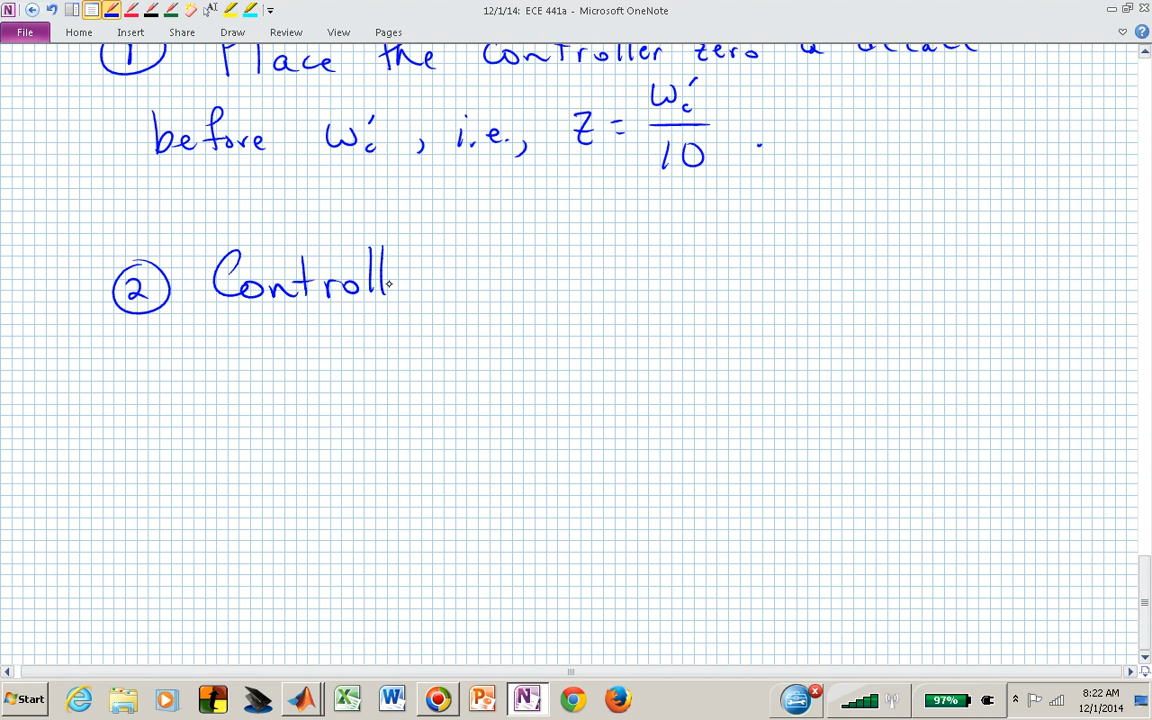 12/1/14: ECE 441a - Microsoft OneNote
File Home Insert Share Draw Review View Pages
① Place the controller zero a decade
before ωc′, i.e., z = ωc′/10 .
② Controll
Start
97%
8:22 AM
12/1/2014